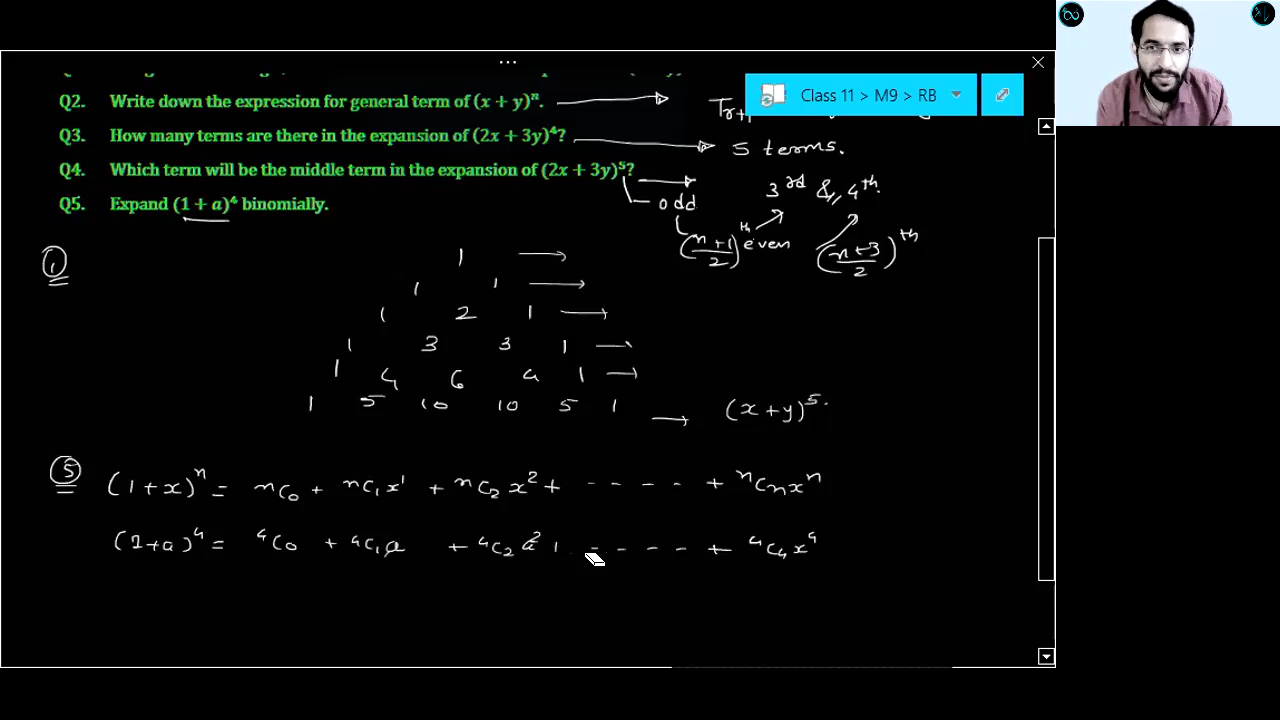 Class 11 > M9 > RB
Q2. Write down the expression for general term of (x + y)ⁿ.
Q3. How many terms are there in the expansion of (2x + 3y)⁴?
5 terms.
Q4. Which term will be the middle term in the expansion of (2x + 3y)⁵?
odd
3rd & 4th
((n+1)/2)th even
((n+3)/2)th
Q5. Expand (1 + a)⁴ binomially.
①
1
1 1
1 2 1
1 3 3 1
1 4 6 4 1
1 5 10 10 5 1 → (x+y)⁵.
⑤ (1+x)ⁿ = ⁿC₀ + ⁿC₁x¹ + ⁿC₂x² + ----- + ⁿCₙxⁿ
(1+a)⁴ = ⁴C₀ + ⁴C₁a + ⁴C₂a² ---- + ⁴C₄x⁴